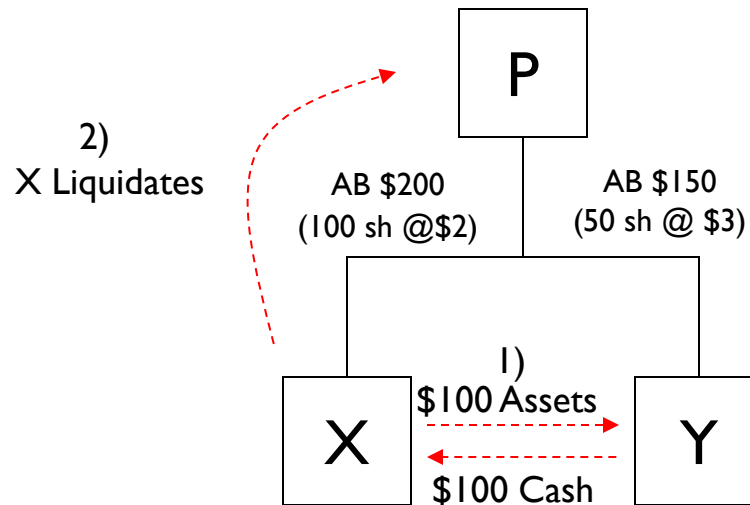 P
2)
X Liquidates
AB $200
(100 sh @$2)
AB $150
(50 sh @ $3)
1)
$100 Assets
X
Y
$100 Cash